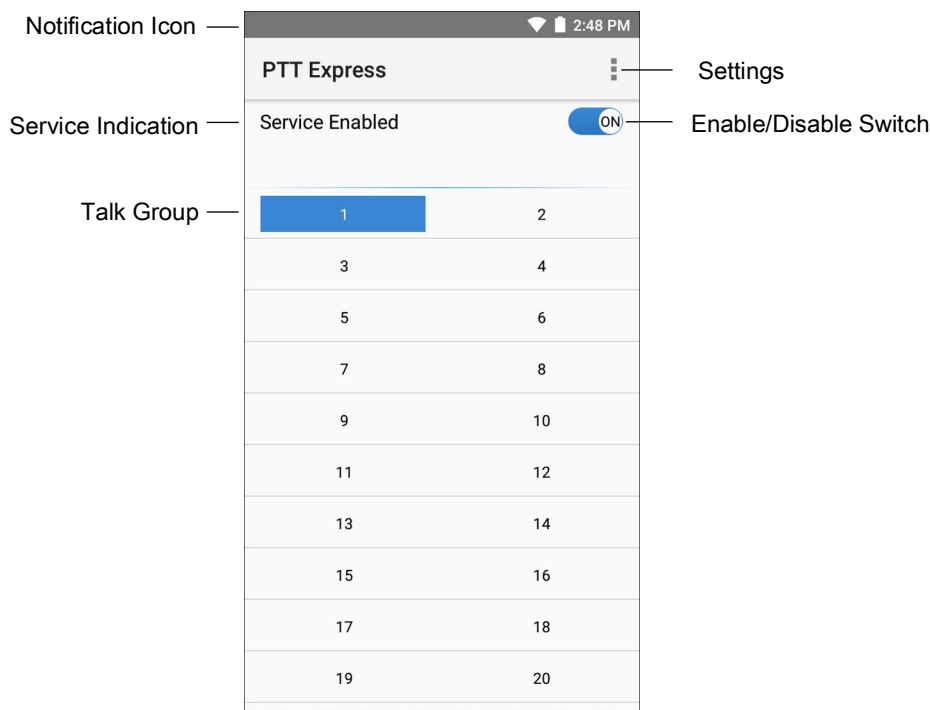 Notification Icon
2:48 PM
PTT Express
Settings
Service Indication
Service Enabled
ON
Enable/Disable Switch
Talk Group
1
2
3
4
5
6
7
8
9
10
11
12
13
14
15
16
17
18
19
20